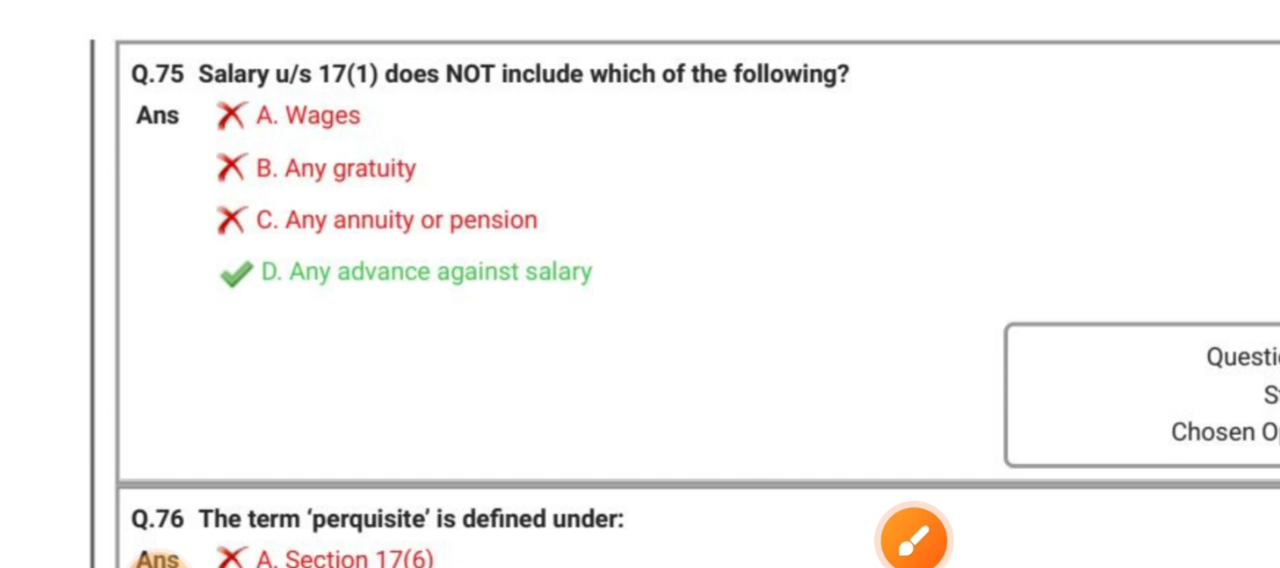 Q.75 Salary u/s 17(1) does NOT include which of the following?
Ans A. Wages
B. Any gratuity
C. Any annuity or pension
D. Any advance against salary
Questi
Chosen O
Q.76 The term ‘perquisite’ is defined under:
Ans A. Section 17(6)